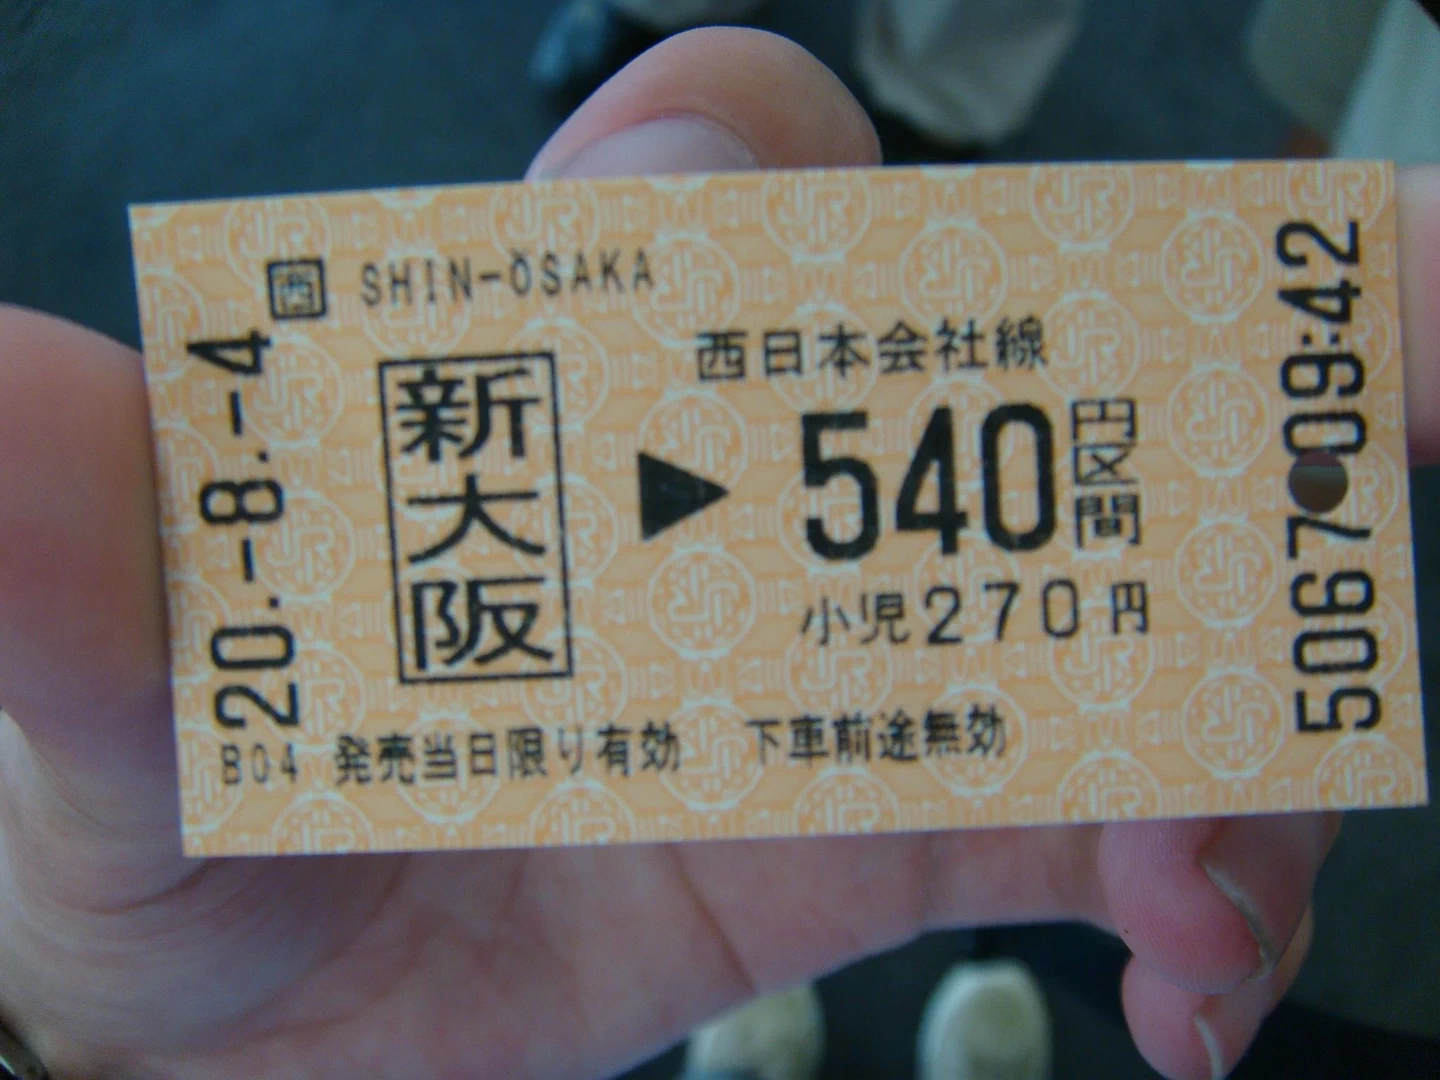 西 SHIN-ŌSAKA
西日本会社線
新大阪 ▶ 540円区間
小児270円
B04 発売当日限り有効 下車前途無効
20.-8.-4
5067 09:42